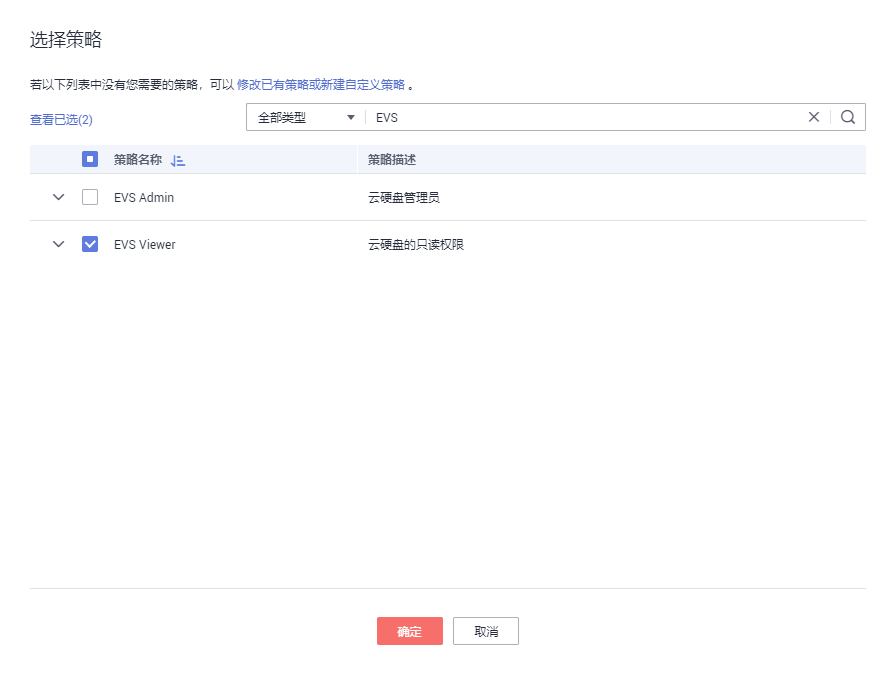 选择策略
若以下列表中没有您需要的策略，可以 修改已有策略或新建自定义策略 。
查看已选(2) 全部类型 EVS
策略名称 策略描述
EVS Admin 云硬盘管理员
EVS Viewer 云硬盘的只读权限
确定 取消